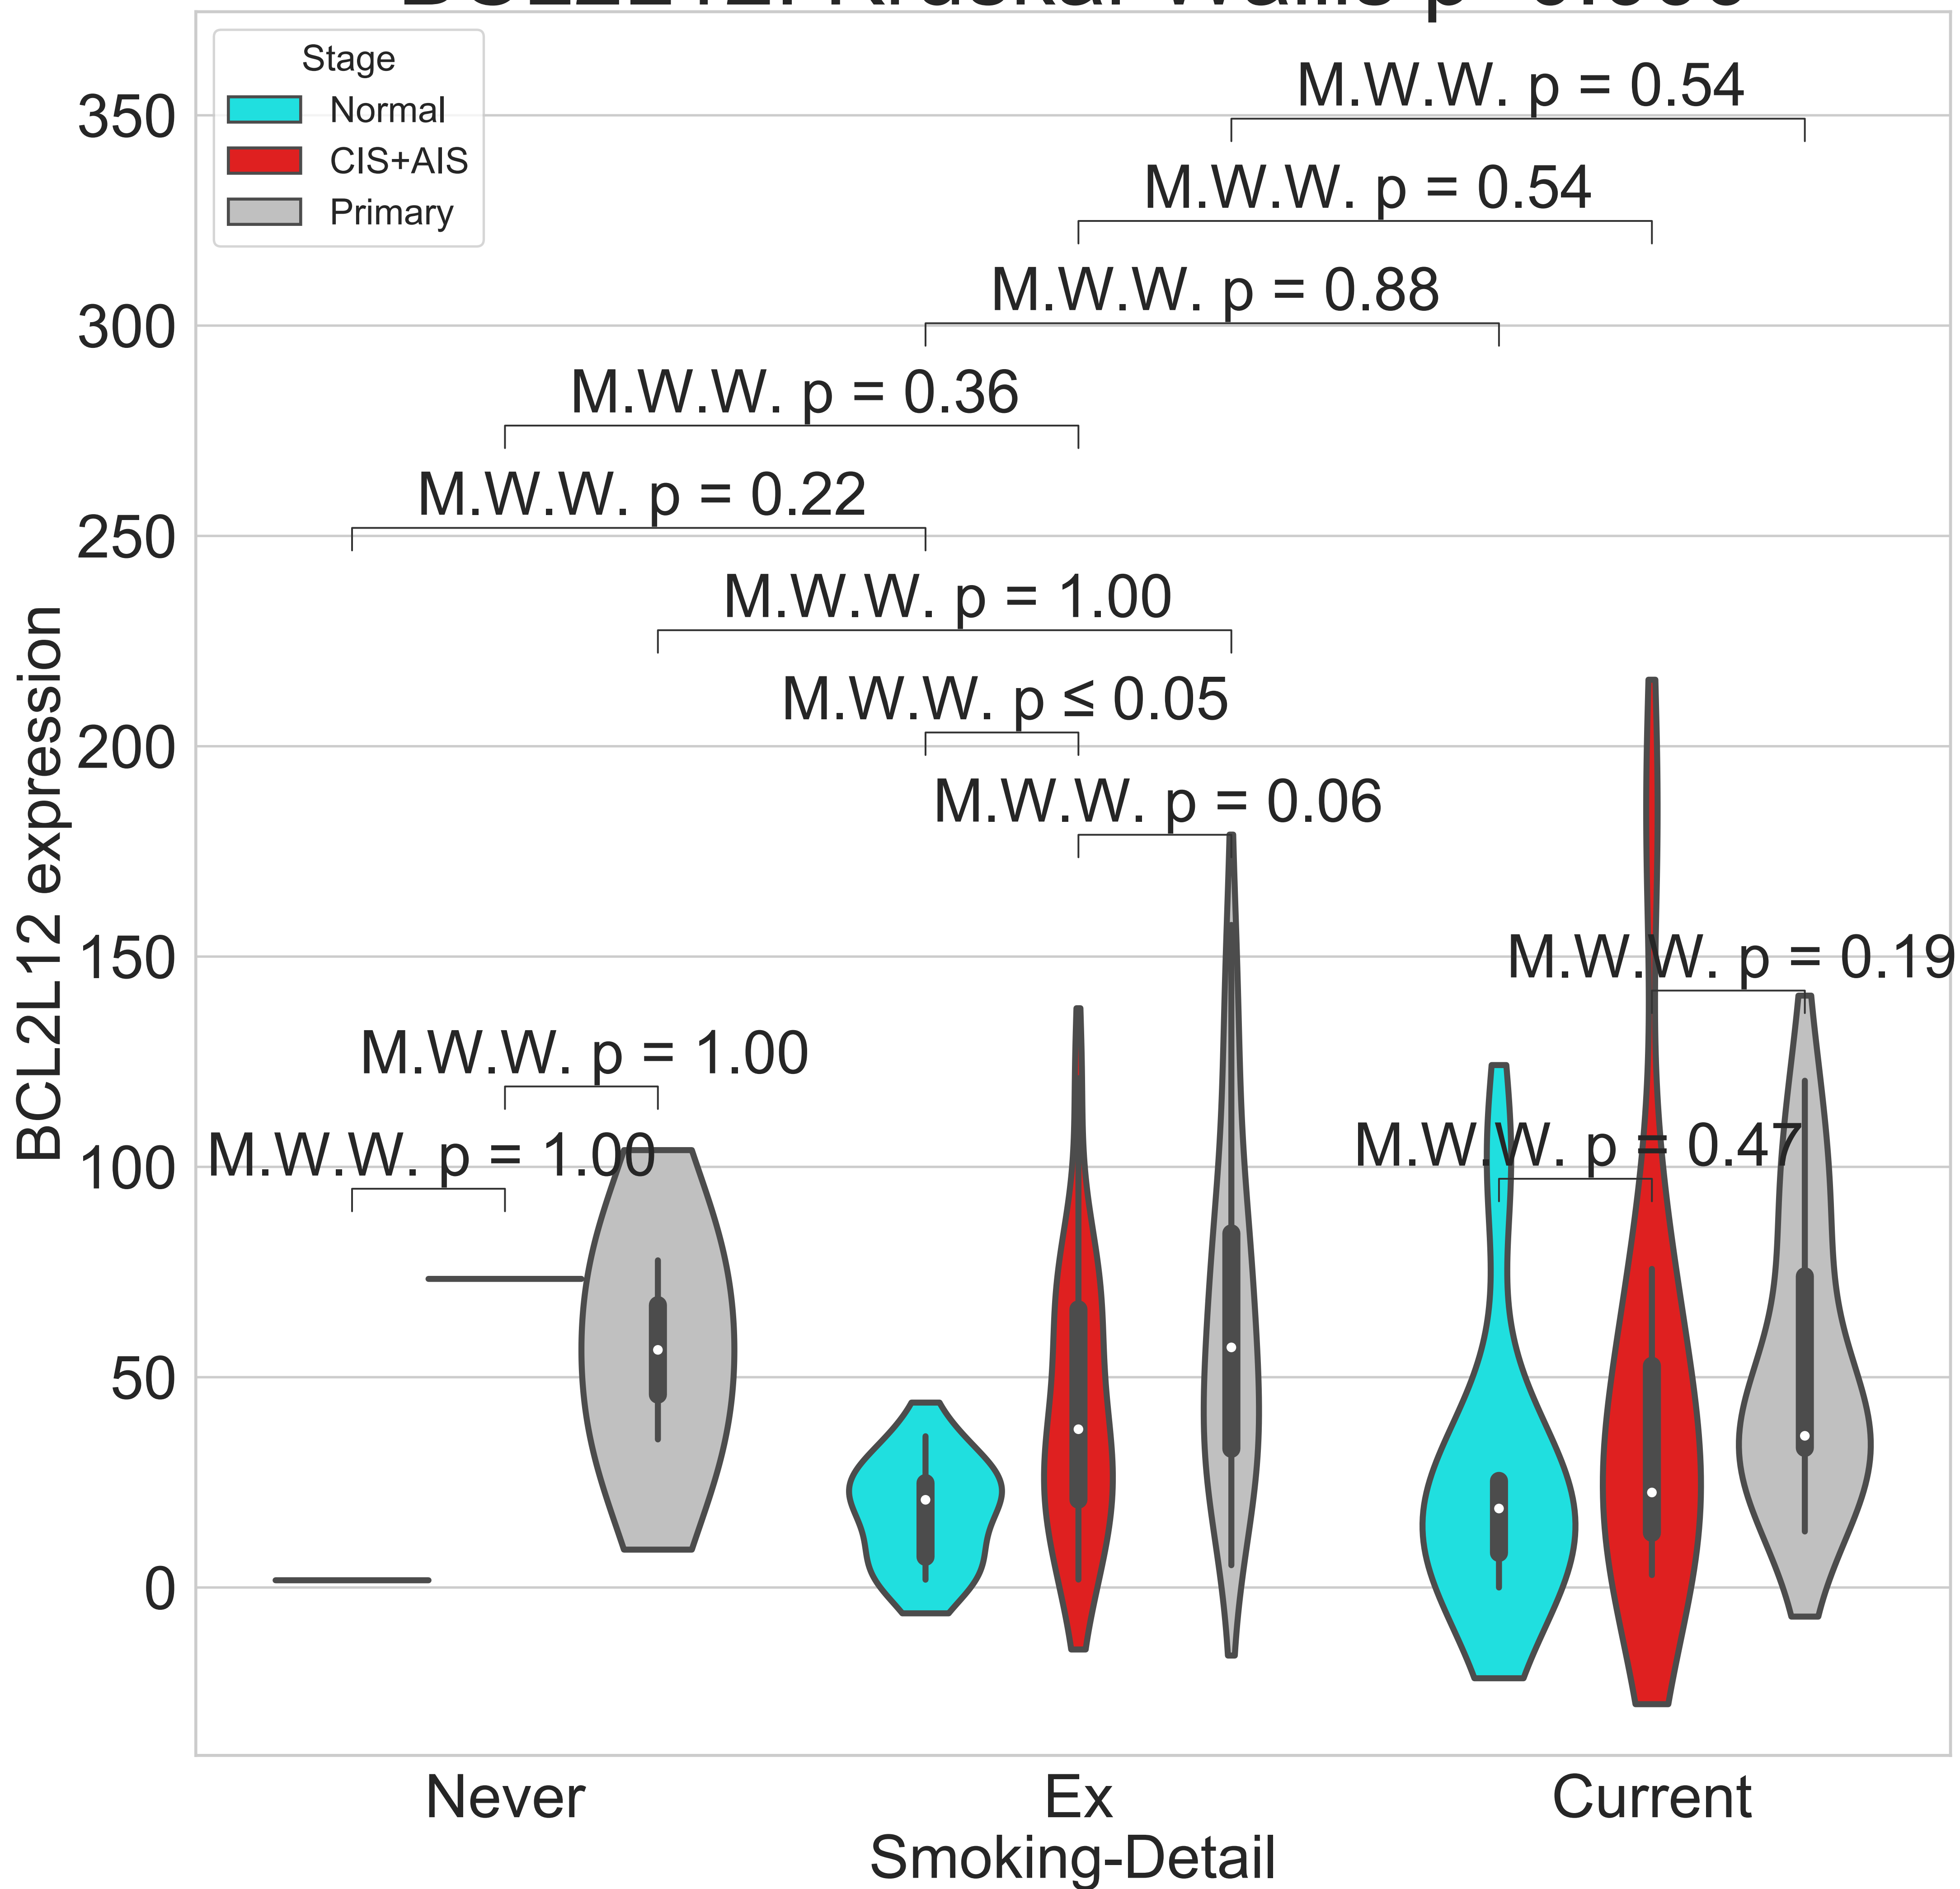 Stage
Normal
CIS+AIS
Primary
M.W.W. p = 0.54
M.W.W. p = 0.54
M.W.W. p = 0.88
M.W.W. p = 0.36
M.W.W. p = 0.22
M.W.W. p = 1.00
M.W.W. p ≤ 0.05
M.W.W. p = 0.06
M.W.W. p = 0.19
M.W.W. p = 1.00
M.W.W. p = 1.00
M.W.W. p = 0.47
350
300
250
200
150
100
50
0
BCL2L12 expression
Never
Ex
Current
Smoking-Detail